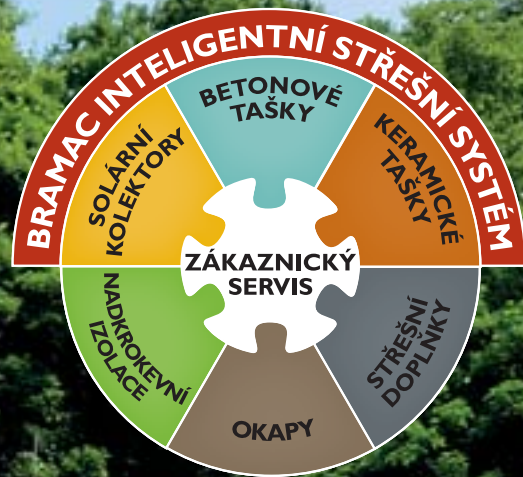 BRAMAC INTELIGENTNÍ STŘEŠNÍ SYSTÉM
BETONOVÉ
TAŠKY
KERAMICKÉ
TAŠKY
STŘEŠNÍ
DOPLŇKY
OKAPY
NADKROKEVNÍ
IZOLACE
SOLÁRNÍ
KOLEKTORY
ZÁKAZNICKÝ
SERVIS